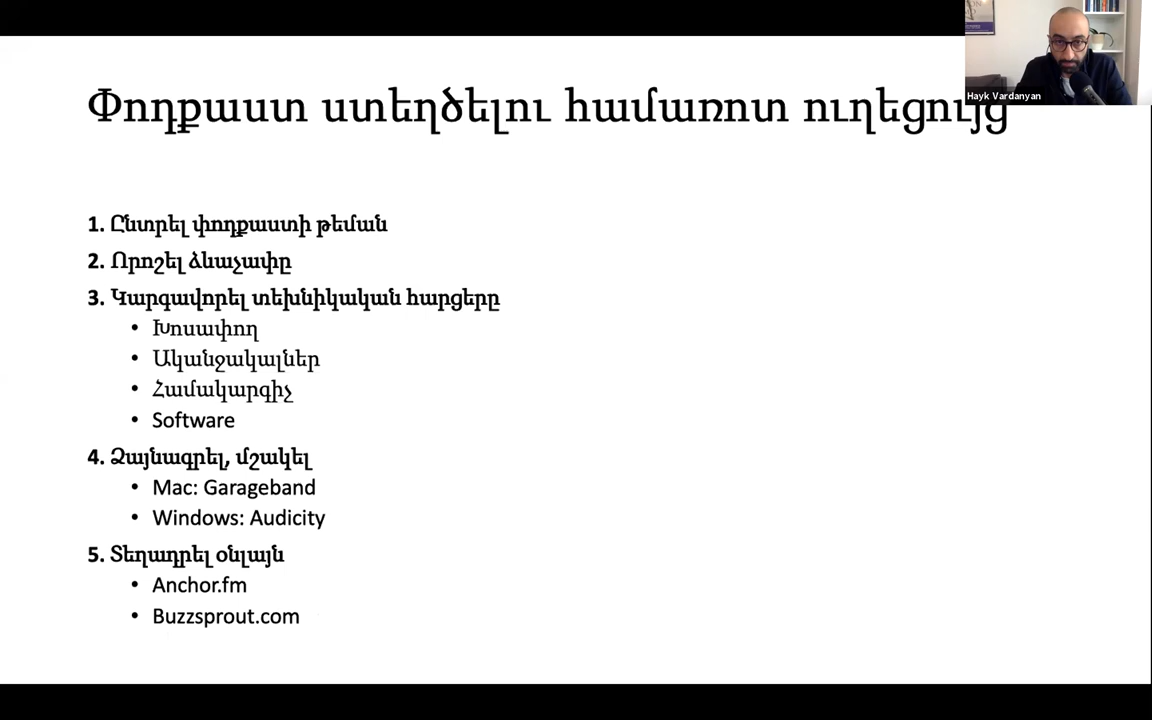 Փոդքաստ ստեղծելու համառոտ ուղեցույց
Hayk Vardanyan
1. Ընտրել փոդքաստի թեման
2. Որոշել ձևաչափը
3. Կարգավորել տեխնիկական հարցերը
• Խոսափող
• Ականջակալներ
• Համակարգիչ
• Software
4. Ձայնագրել, մշակել
• Mac: Garageband
• Windows: Audicity
5. Տեղադրել օնլայն
• Anchor.fm
• Buzzsprout.com